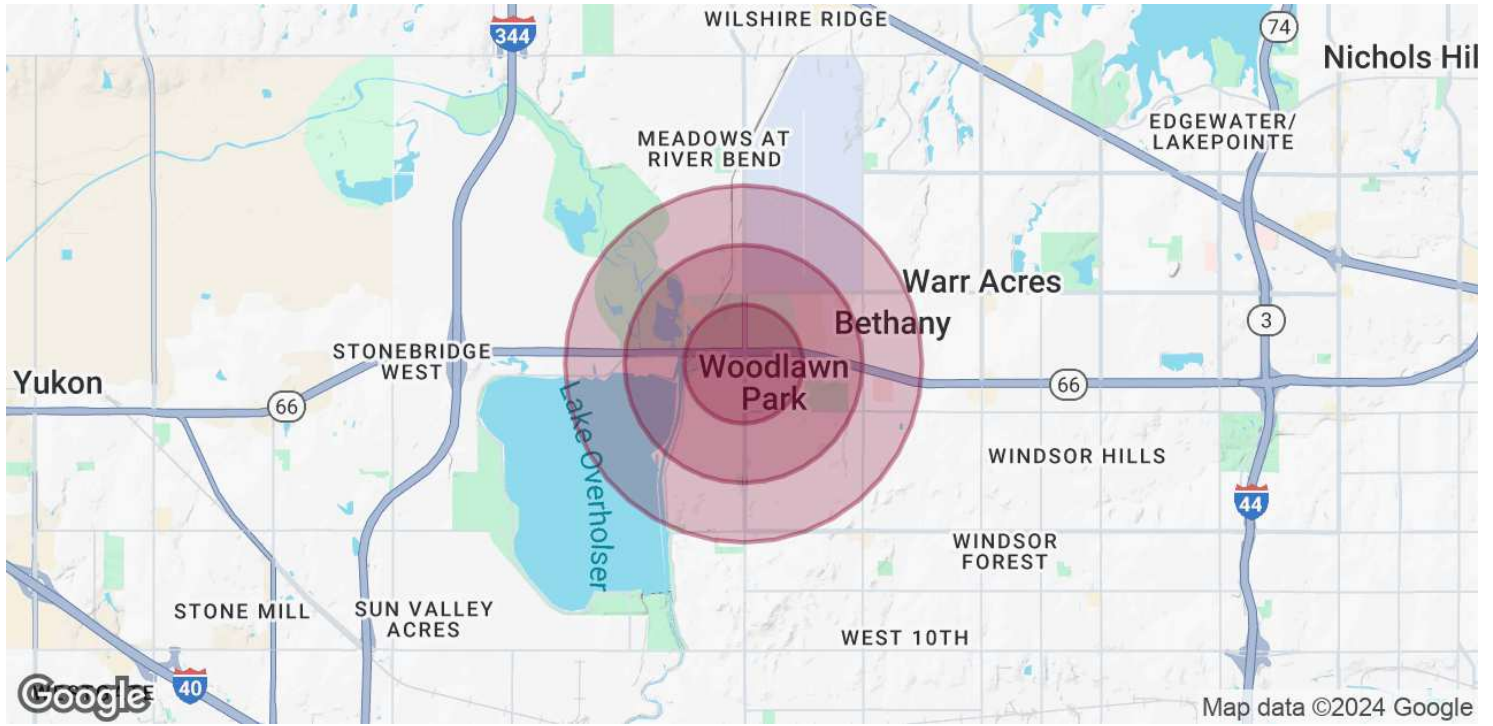 WILSHIRE RIDGE
344
74
Nichols Hil
MEADOWS AT
RIVER BEND
EDGEWATER/
LAKEPOINTE
Warr Acres
Bethany
3
STONEBRIDGE
WEST
Woodlawn
Park
Yukon
66
66
Lake Overholser
WINDSOR HILLS
44
WINDSOR
FOREST
STONE MILL
SUN VALLEY
ACRES
WEST 10TH
40
Google
Map data ©2024 Google